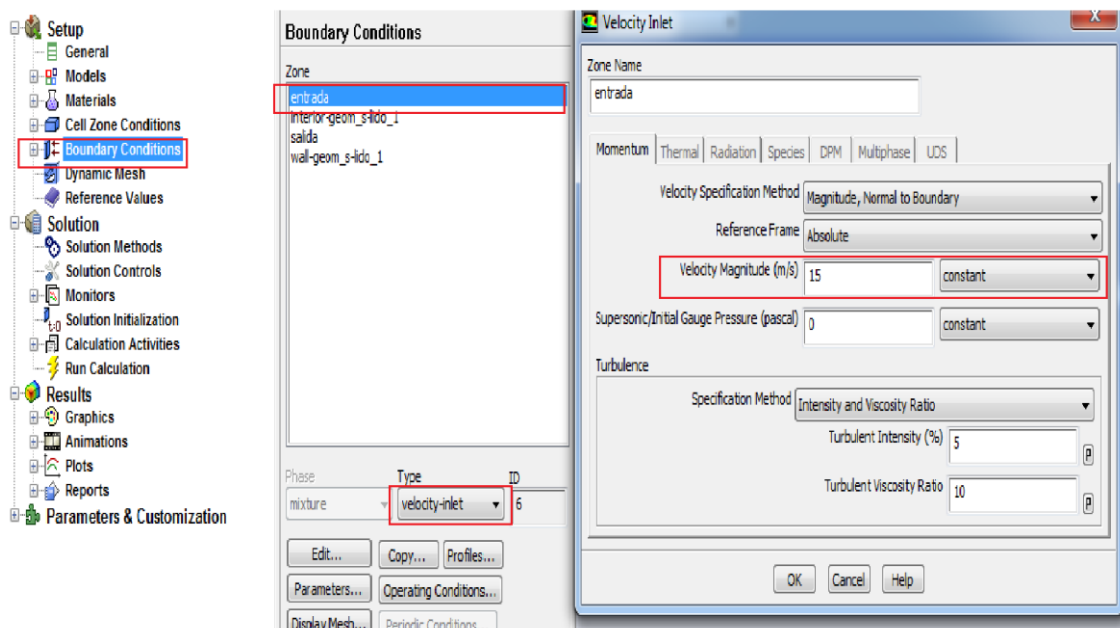 Setup
General
Models
Materials
Cell Zone Conditions
Boundary Conditions
Dynamic Mesh
Reference Values
Solution
Solution Methods
Solution Controls
Monitors
Solution Initialization
Calculation Activities
Run Calculation
Results
Graphics
Animations
Plots
Reports
Parameters & Customization
Boundary Conditions
Zone
entrada
interior-geom_s-lido_1
salida
wall-geom_s-lido_1
Phase Type ID
mixture velocity-inlet 6
Edit... Copy... Profiles...
Parameters... Operating Conditions...
Display Mesh... Periodic Conditions...
Velocity Inlet
X
Zone Name
entrada
Momentum Thermal Radiation Species DPM Multiphase UDS
Velocity Specification Method Magnitude, Normal to Boundary
Reference Frame Absolute
Velocity Magnitude (m/s) 15 constant
Supersonic/Initial Gauge Pressure (pascal) 0 constant
Turbulence
Specification Method Intensity and Viscosity Ratio
Turbulent Intensity (%) 5 P
Turbulent Viscosity Ratio 10 P
OK Cancel Help